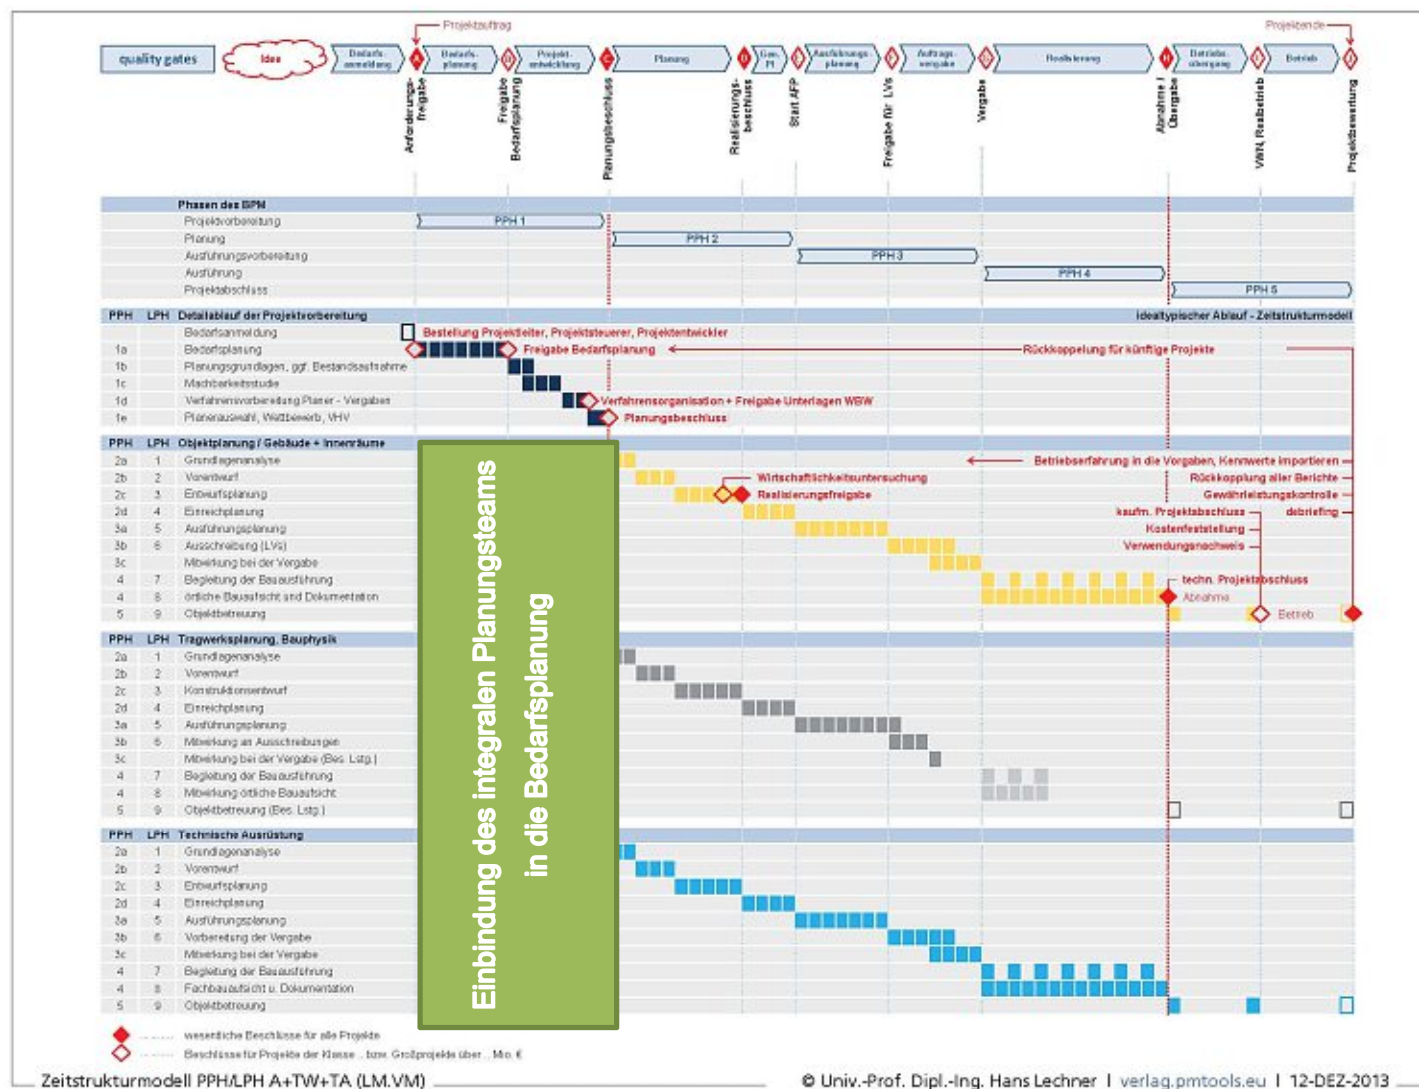 Projektauftrag
Projektende
quality gates
Idee
Bedarfs-
anmeldung
A
Bedarfs-
planung
B
Projekt-
entwicklung
C
Planung
D
Gen.
Pl
Ausführungs-
planung
F
Auftrags-
vergabe
G
Realisierung
H
Betriebs-
übergang
I
Betrieb
J
Anforderungs-
freigabe
Freigabe
Bedarfsplanung
Planungsbeschluss
Realisierungs-
beschluss
Start AFP
Freigabe für LVs
Vergabe
Abnahme /
Übergabe
VWN, Realbetrieb
Projektbewertung
Phasen des BPM
Projektvorbereitung
PPH 1
Planung
PPH 2
Ausführungsvorbereitung
PPH 3
Ausführung
PPH 4
Projektabschluss
PPH 5
PPH LPH Detailablauf der Projektvorbereitung
idealtypischer Ablauf - Zeitstrukturmodell
Bedarfsanmeldung
Bestellung Projektleiter, Projektsteuerer, Projektentwickler
1a Bedarfsplanung
Freigabe Bedarfsplanung
Rückkoppelung für künftige Projekte
1b Planungsgrundlagen, ggf. Bestandsaufnahme
1c Machbarkeitsstudie
1d Verfahrensvorbereitung Planer - Vergaben
Verfahrensorganisation + Freigabe Unterlagen WBW
1e Planerauswahl, Wettbewerb, VHV
Planungsbeschluss
PPH LPH Objektplanung / Gebäude + Innenräume
2a 1 Grundlagenanalyse
Betriebserfahrung in die Vorgaben, Kennwerte importieren
2b 2 Vorentwurf
Wirtschaftlichkeitsuntersuchung
Rückkopplung aller Berichte
2c 3 Entwurfsplanung
Realisierungsfreigabe
Gewährleistungskontrolle
2d 4 Einreichplanung
kaufm. Projektabschluss
debriefing
3a 5 Ausführungsplanung
Kostenfeststellung
3b 6 Ausschreibung (LVs)
Verwendungsnachweis
3c Mitwirkung bei der Vergabe
4 7 Begleitung der Bauausführung
techn. Projektabschluss
4 8 örtliche Bauaufsicht und Dokumentation
Abnahme
5 9 Objektbetreuung
Betrieb
PPH LPH Tragwerksplanung, Bauphysik
2a 1 Grundlagenanalyse
2b 2 Vorentwurf
2c 3 Konstruktionsentwurf
2d 4 Einreichplanung
3a 5 Ausführungsplanung
3b 6 Mitwirkung an Ausschreibungen
3c Mitwirkung bei der Vergabe (Bes. Lstg.)
4 7 Begleitung der Bauausführung
4 8 Mitwirkung örtliche Bauaufsicht
5 9 Objektbetreuung (Bes. Lstg.)
PPH LPH Technische Ausrüstung
2a 1 Grundlagenanalyse
2b 2 Vorentwurf
2c 3 Entwurfsplanung
2d 4 Einreichplanung
3a 5 Ausführungsplanung
3b 6 Vorbereitung der Vergabe
3c Mitwirkung bei der Vergabe
4 7 Begleitung der Bauausführung
4 8 Fachbauaufsicht u. Dokumentation
5 9 Objektbetreuung
Einbindung des integralen Planungsteams
in die Bedarfsplanung
wesentliche Beschlüsse für alle Projekte
Beschlüsse für Projekte der Klasse .. bzw. Großprojekte über .. Mio. €
Zeitstrukturmodell PPH/LPH A+TW+TA (LM.VM)
© Univ.-Prof. Dipl.-Ing. Hans Lechner | verlag.pmtools.eu | 12-DEZ-2013